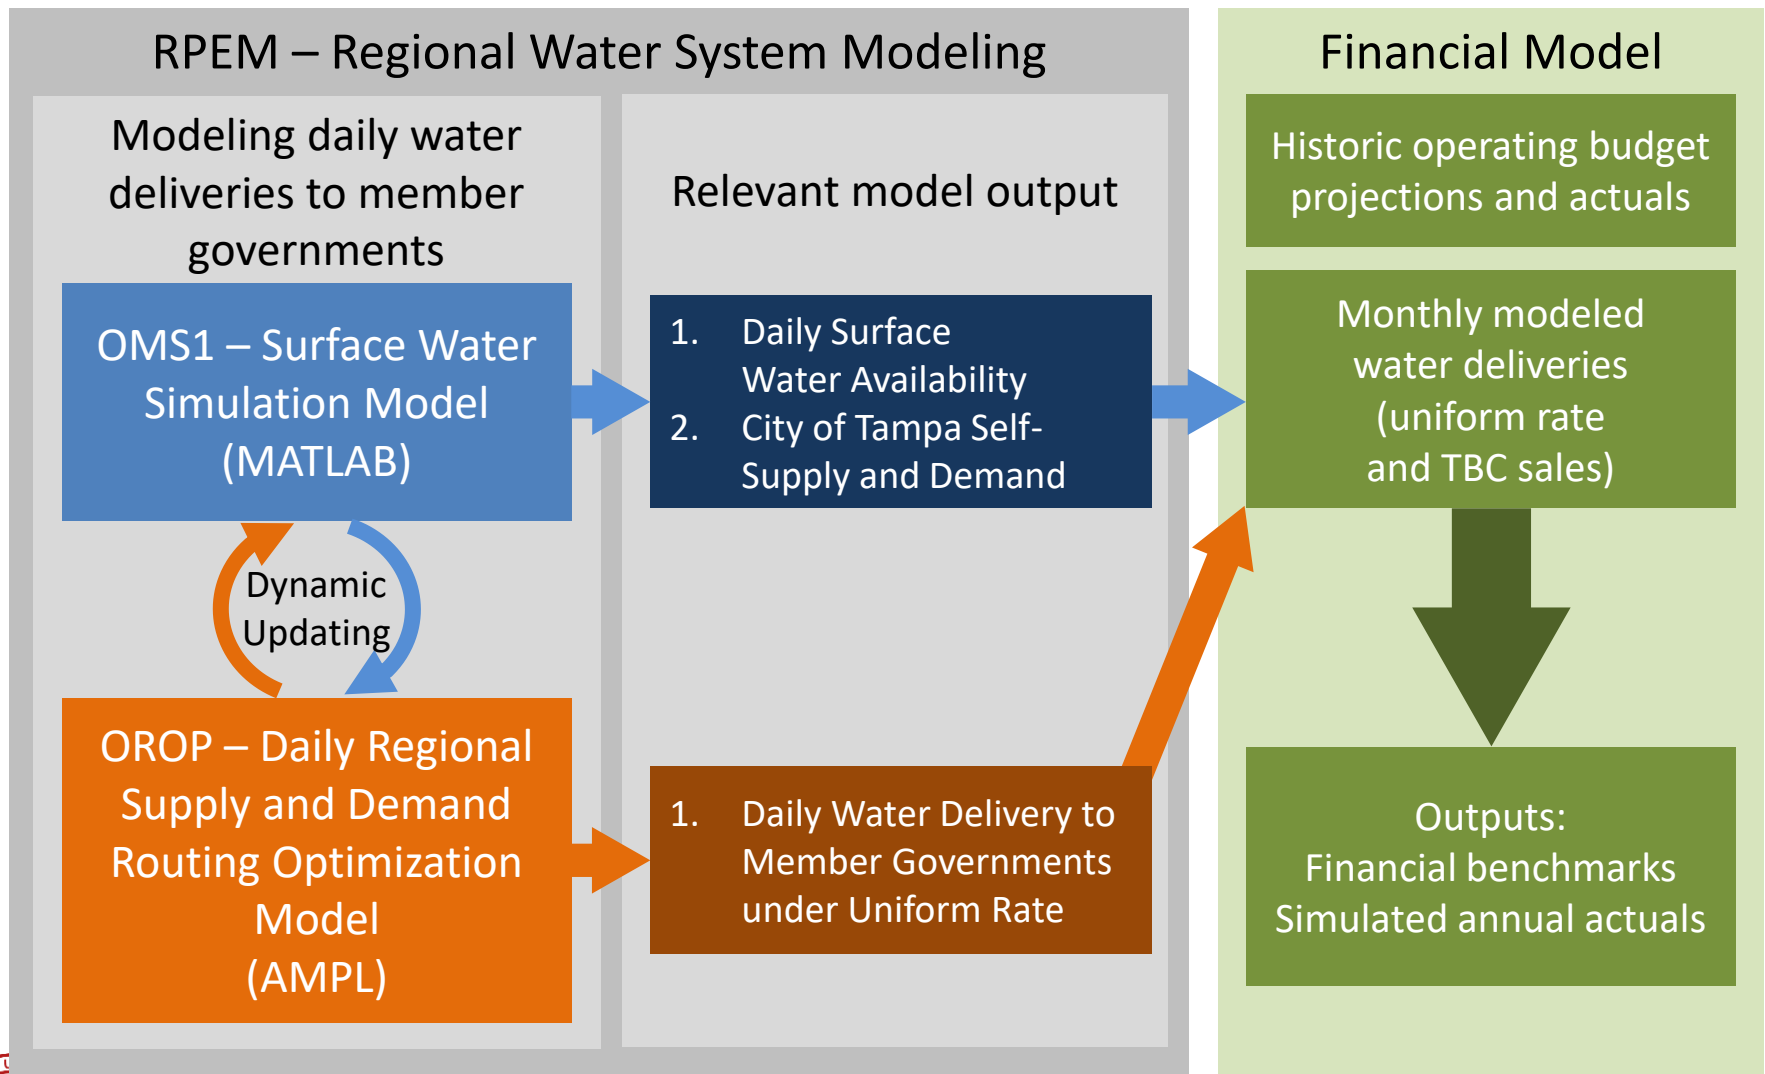 RPEM – Regional Water System Modeling
Modeling daily water
deliveries to member
governments
OMS1 – Surface Water
Simulation Model
(MATLAB)
Dynamic
Updating
OROP – Daily Regional
Supply and Demand
Routing Optimization
Model
(AMPL)
Relevant model output
1. Daily Surface
Water Availability
2. City of Tampa Self-
Supply and Demand
1. Daily Water Delivery to
Member Governments
under Uniform Rate
Financial Model
Historic operating budget
projections and actuals
Monthly modeled
water deliveries
(uniform rate
and TBC sales)
Outputs:
Financial benchmarks
Simulated annual actuals